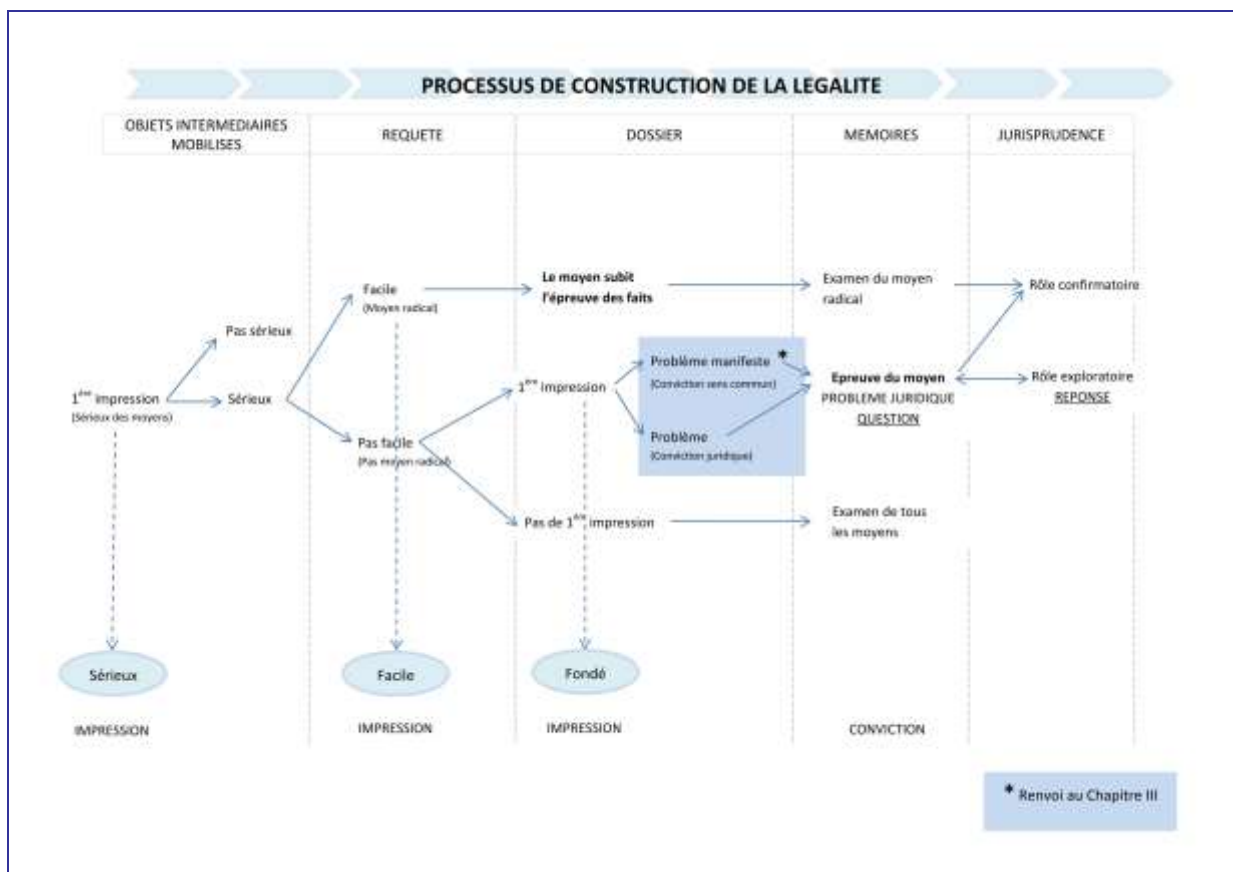 PROCESSUS DE CONSTRUCTION DE LA LEGALITE
OBJETS INTERMEDIAIRES
MOBILISES
REQUETE
DOSSIER
MEMOIRES
JURISPRUDENCE
Le moyen subit
l'épreuve des faits
Facile
(Moyen radical)
Examen du moyen
radical
Rôle confirmatoire
Pas sérieux
Problème manifeste *
(Conviction sens commun)
1ère impression
(Sérieux des moyens)
Sérieux
1ère impression
Epreuve du moyen
PROBLEME JURIDIQUE
QUESTION
Rôle exploratoire
REPONSE
Pas facile
(Pas moyen radical)
Problème
(Conviction juridique)
Pas de 1ère impression
Examen de tous
les moyens
Sérieux
Facile
Fondé
IMPRESSION
IMPRESSION
IMPRESSION
CONVICTION
* Renvoi au Chapitre III